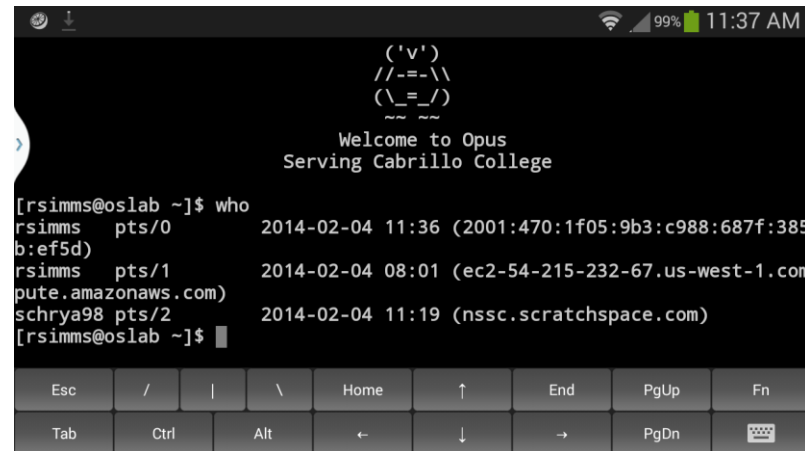 99% 11:37 AM
('v')
//-=-\\
(\_=_/)
~~ ~~
Welcome to Opus
Serving Cabrillo College
[rsimms@oslab ~]$ who
rsimms   pts/0        2014-02-04 11:36 (2001:470:1f05:9b3:c988:687f:385
b:ef5d)
rsimms   pts/1        2014-02-04 08:01 (ec2-54-215-232-67.us-west-1.com
pute.amazonaws.com)
schrya98 pts/2        2014-02-04 11:19 (nssc.scratchspace.com)
[rsimms@oslab ~]$
Esc / | \ Home ↑ End PgUp Fn
Tab Ctrl Alt ← ↓ → PgDn